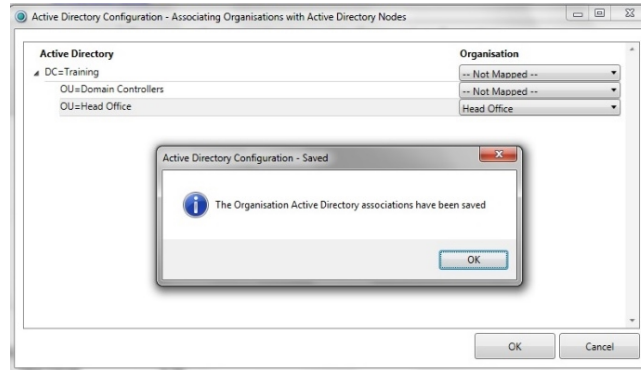 Active Directory Configuration - Associating Organisations with Active Directory Nodes
Active Directory Organisation
DC=Training -- Not Mapped --
OU=Domain Controllers -- Not Mapped --
OU=Head Office Head Office
Active Directory Configuration - Saved
The Organisation Active Directory associations have been saved
OK
OK Cancel